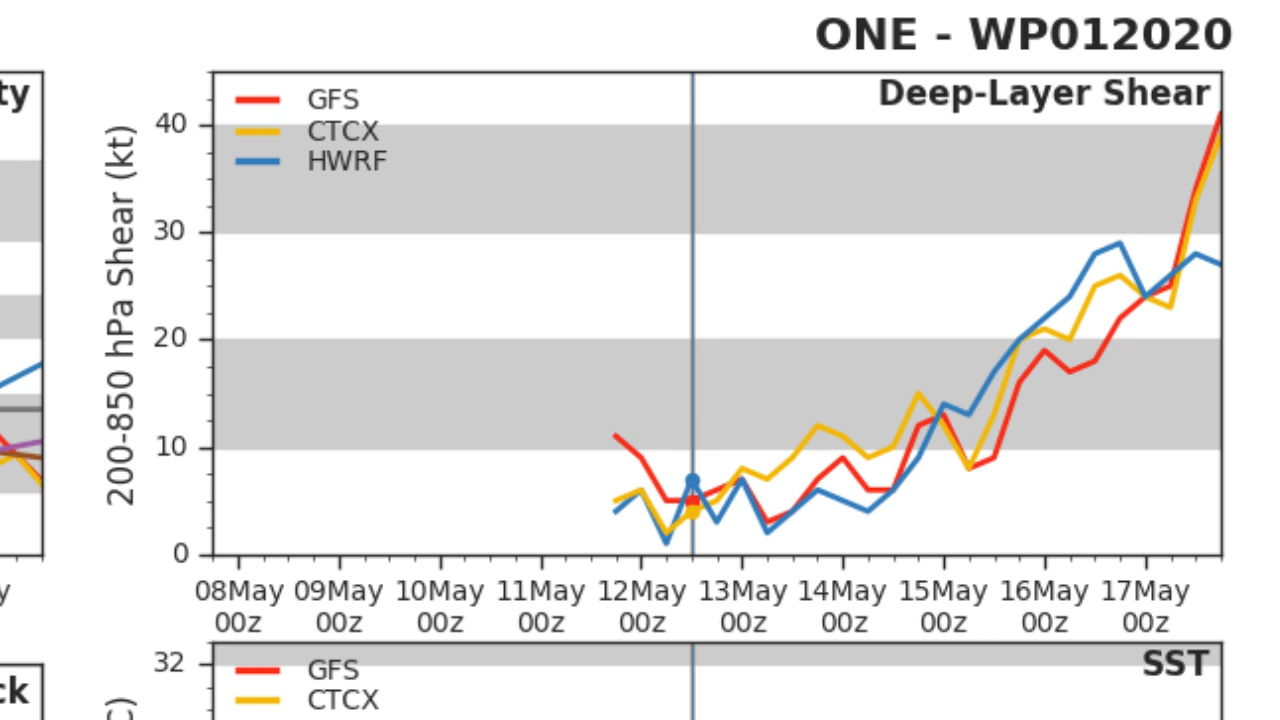 ONE - WP012020
ty
Deep-Layer Shear
GFS
CTCX
HWRF
200-850 hPa Shear (kt)
40
30
20
10
0
08May 09May 10May 11May 12May 13May 14May 15May 16May 17May
00z 00z 00z 00z 00z 00z 00z 00z 00z 00z
y
ck
C)
32
SST
GFS
CTCX